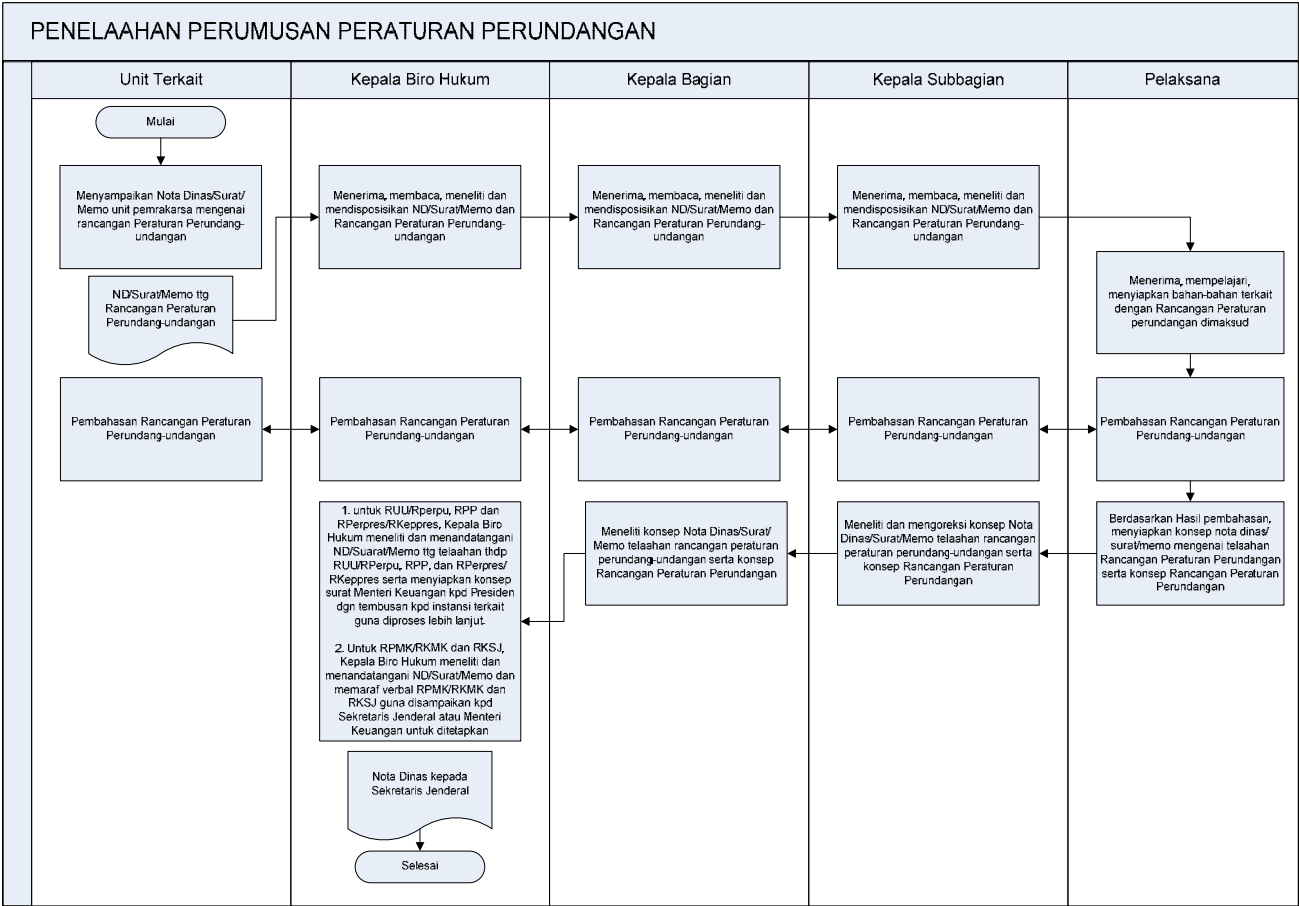 PENELAAHAN PERUMUSAN PERATURAN PERUNDANGAN
Unit Terkait
Kepala Biro Hukum
Kepala Bagian
Kepala Subbagian
Pelaksana
Mulai
Menyampaikan Nota Dinas/Surat/
Memo unit pemrakarsa mengenai
rancangan Peraturan Perundang-
undangan
Menerima, membaca, meneliti dan
mendisposisikan ND/Surat/Memo dan
Rancangan Peraturan Perundang-
undangan
Menerima, membaca, meneliti dan
mendisposisikan ND/Surat/Memo dan
Rancangan Peraturan Perundang-
undangan
Menerima, membaca, meneliti dan
mendisposisikan ND/Surat/Memo dan
Rancangan Peraturan Perundang-
undangan
ND/Surat/Memo ttg
Rancangan Peraturan
Perundang-undangan
Menerima, mempelajari,
menyiapkan bahan-bahan terkait
dengan Rancangan Peraturan
perundangan dimaksud
Pembahasan Rancangan Peraturan
Perundang-undangan
Pembahasan Rancangan Peraturan
Perundang-undangan
Pembahasan Rancangan Peraturan
Perundang-undangan
Pembahasan Rancangan Peraturan
Perundang-undangan
Pembahasan Rancangan Peraturan
Perundang-undangan
1. untuk RUU/Rperpu, RPP dan
RPerpres/RKeppres, Kepala Biro
Hukum meneliti dan menandatangani
ND/Suarat/Memo ttg telaahan thdp
RUU/RPerpu, RPP, dan RPerpres/
RKeppres serta menyiapkan konsep
surat Menteri Keuangan kpd Presiden
dgn tembusan kpd instansi terkait
guna diproses lebih lanjut.
2. Untuk RPMK/RKMK dan RKSJ,
Kepala Biro Hukum meneliti dan
menandatangani ND/Surat/Memo dan
memaraf verbal RPMK/RKMK dan
RKSJ guna disampaikan kpd
Sekretaris Jenderal atau Menteri
Keuangan untuk ditetapkan
Meneliti konsep Nota Dinas/Surat/
Memo telaahan rancangan peraturan
perundang-undangan serta konsep
Rancangan Peraturan Perundangan
Meneliti dan mengoreksi konsep Nota
Dinas/Surat/Memo telaahan rancangan
peraturan perundang-undangan serta
konsep Rancangan Peraturan
Perundangan
Berdasarkan Hasil pembahasan,
menyiapkan konsep nota dinas/
surat/memo mengenai telaahan
Rancangan Peraturan Perundangan
serta konsep Rancangan Peraturan
Perundangan
Nota Dinas kepada
Sekretaris Jenderal
Selesai